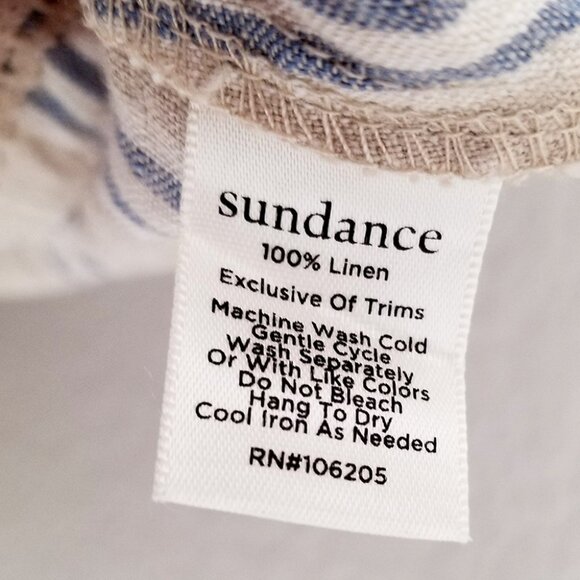 sundance
100% Linen
Exclusive Of Trims
Machine Wash Cold
Gentle Cycle
Wash Separately
Or With Like Colors
Do Not Bleach
Hang To Dry
Cool Iron As Needed
RN#106205